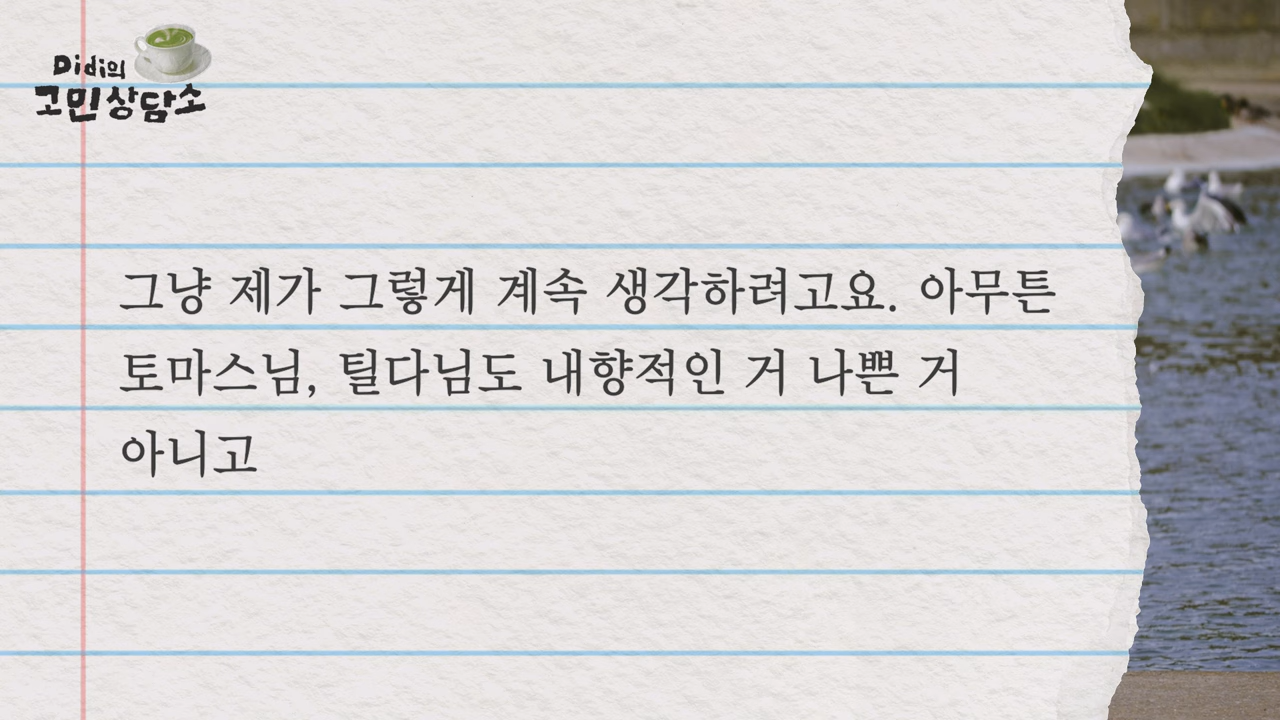 Didi의
고민상담소
그냥 제가 그렇게 계속 생각하려고요. 아무튼
토마스님, 틸다님도 내향적인 거 나쁜 거
아니고